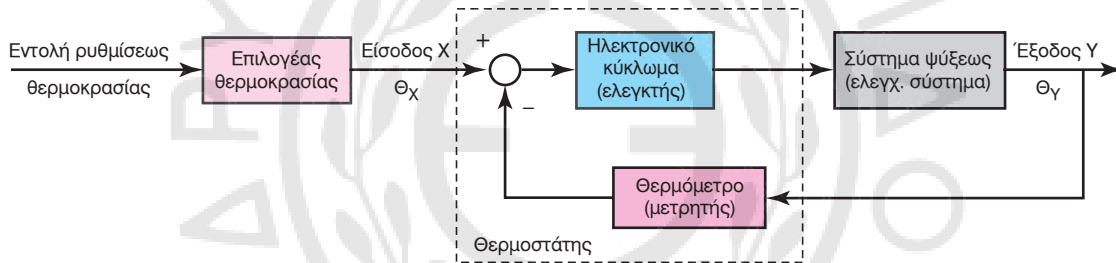 Εντολή ρυθμίσεως
θερμοκρασίας
Επιλογέας
θερμοκρασίας
Είσοδος Χ
Θχ
+
−
Ηλεκτρονικό
κύκλωμα
(ελεγκτής)
Σύστημα ψύξεως
(ελεγχ. σύστημα)
Έξοδος Υ
ΘΥ
Θερμόμετρο
(μετρητής)
Θερμοστάτης